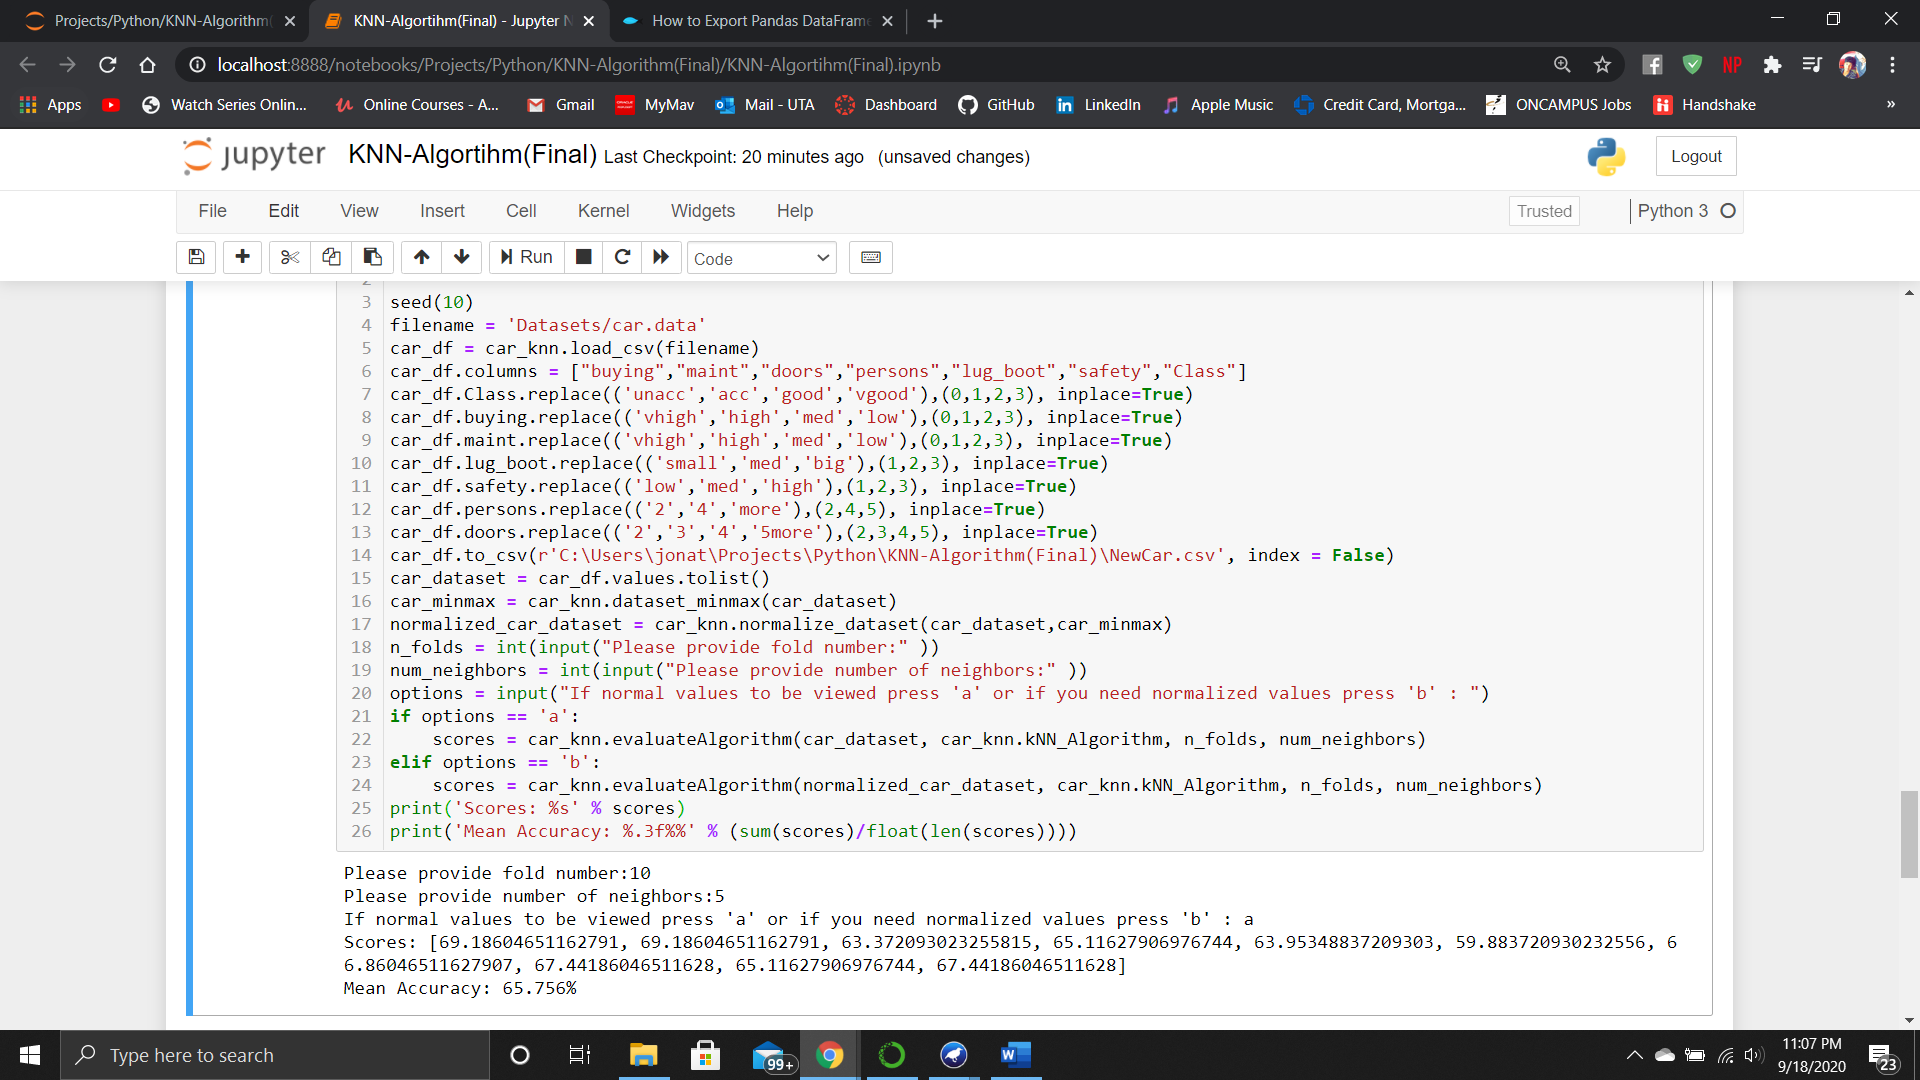 Projects/Python/KNN-Algorithm(
KNN-Algortihm(Final) - Jupyter N
How to Export Pandas DataFrame
localhost:8888/notebooks/Projects/Python/KNN-Algorithm(Final)/KNN-Algortihm(Final).ipynb
NP
Apps
Watch Series Onlin...
Online Courses - A...
Gmail
MyMav
Mail - UTA
Dashboard
GitHub
LinkedIn
Apple Music
Credit Card, Mortga...
ONCAMPUS Jobs
Handshake
»
jupyter KNN-Algortihm(Final) Last Checkpoint: 20 minutes ago (unsaved changes)
Logout
File Edit View Insert Cell Kernel Widgets Help
Trusted
Python 3
Run
Code
2
3 seed(10)
4 filename = 'Datasets/car.data'
5 car_df = car_knn.load_csv(filename)
6 car_df.columns = ["buying","maint","doors","persons","lug_boot","safety","Class"]
7 car_df.Class.replace(('unacc','acc','good','vgood'),(0,1,2,3), inplace=True)
8 car_df.buying.replace(('vhigh','high','med','low'),(0,1,2,3), inplace=True)
9 car_df.maint.replace(('vhigh','high','med','low'),(0,1,2,3), inplace=True)
10 car_df.lug_boot.replace(('small','med','big'),(1,2,3), inplace=True)
11 car_df.safety.replace(('low','med','high'),(1,2,3), inplace=True)
12 car_df.persons.replace(('2','4','more'),(2,4,5), inplace=True)
13 car_df.doors.replace(('2','3','4','5more'),(2,3,4,5), inplace=True)
14 car_df.to_csv(r'C:\Users\jonat\Projects\Python\KNN-Algorithm(Final)\NewCar.csv', index = False)
15 car_dataset = car_df.values.tolist()
16 car_minmax = car_knn.dataset_minmax(car_dataset)
17 normalized_car_dataset = car_knn.normalize_dataset(car_dataset,car_minmax)
18 n_folds = int(input("Please provide fold number:" ))
19 num_neighbors = int(input("Please provide number of neighbors:" ))
20 options = input("If normal values to be viewed press 'a' or if you need normalized values press 'b' : ")
21 if options == 'a':
22     scores = car_knn.evaluateAlgorithm(car_dataset, car_knn.kNN_Algorithm, n_folds, num_neighbors)
23 elif options == 'b':
24     scores = car_knn.evaluateAlgorithm(normalized_car_dataset, car_knn.kNN_Algorithm, n_folds, num_neighbors)
25 print('Scores: %s' % scores)
26 print('Mean Accuracy: %.3f%%' % (sum(scores)/float(len(scores))))
Please provide fold number:10
Please provide number of neighbors:5
If normal values to be viewed press 'a' or if you need normalized values press 'b' : a
Scores: [69.18604651162791, 69.18604651162791, 63.372093023255815, 65.11627906976744, 63.95348837209303, 59.883720930232556, 6
6.86046511627907, 67.44186046511628, 65.11627906976744, 67.44186046511628]
Mean Accuracy: 65.756%
Type here to search
99+
11:07 PM
9/18/2020
23